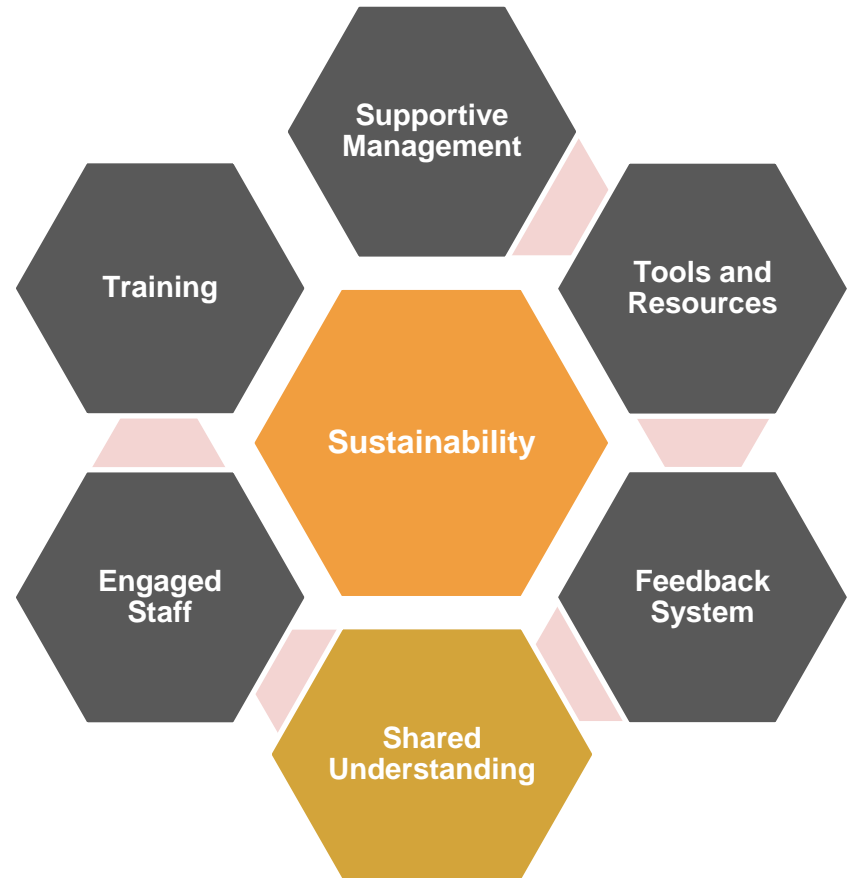 Supportive
Management
Training
Tools and
Resources
Sustainability
Engaged
Staff
Feedback
System
Shared
Understanding